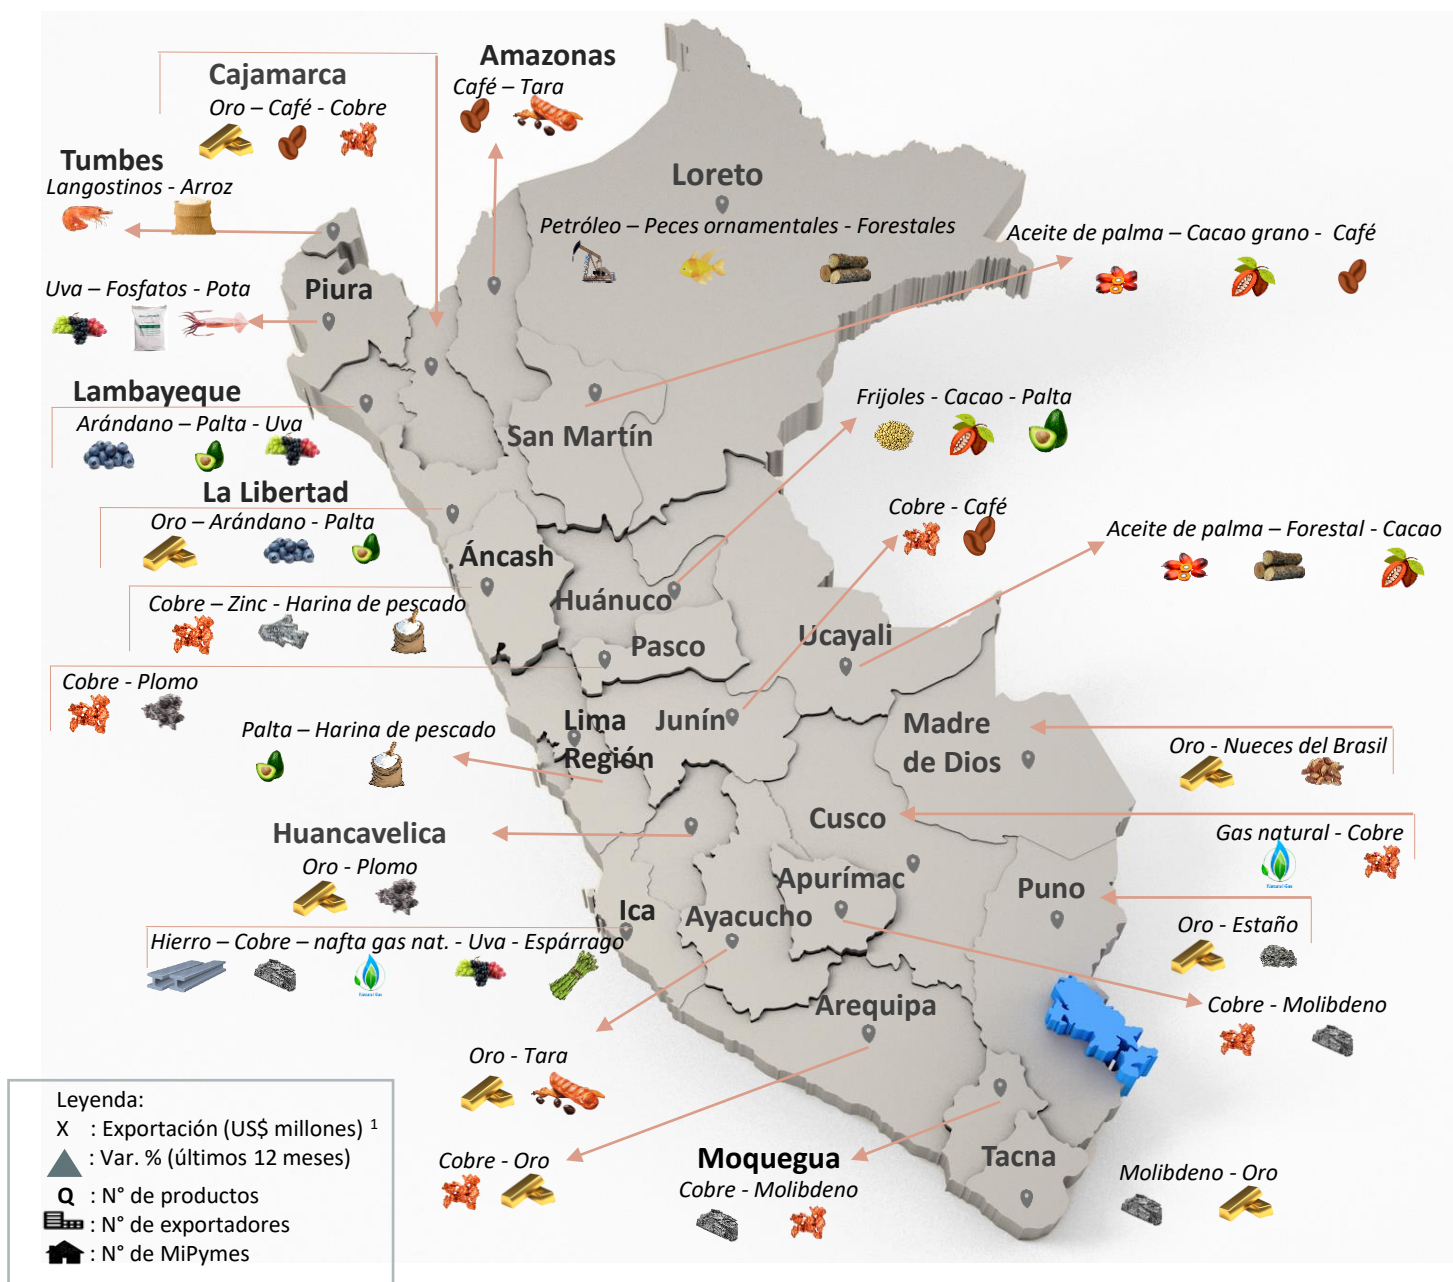 Amazonas
Café – Tara
Cajamarca
Oro – Café - Cobre
Tumbes
Langostinos - Arroz
Loreto
Petróleo – Peces ornamentales - Forestales
Aceite de palma – Cacao grano - Café
Piura
Uva – Fosfatos - Pota
Lambayeque
Arándano – Palta - Uva
San Martín
Frijoles - Cacao - Palta
La Libertad
Oro – Arándano - Palta
Cobre - Café
Aceite de palma – Forestal - Cacao
Áncash
Cobre – Zinc - Harina de pescado
Huánuco
Pasco
Ucayali
Cobre - Plomo
Lima
Región
Junín
Palta – Harina de pescado
Madre
de Dios
Oro - Nueces del Brasil
Cusco
Gas natural - Cobre
Natural Gas
Huancavelica
Oro - Plomo
Apurímac
Puno
Ica
Ayacucho
Oro - Estaño
Hierro – Cobre – nafta gas nat. - Uva - Espárrago
Natural Gas
Arequipa
Cobre - Molibdeno
Oro - Tara
Cobre - Oro
Moquegua
Cobre - Molibdeno
Tacna
Molibdeno - Oro
Leyenda:
X : Exportación (US$ millones) 1
: Var. % (últimos 12 meses)
Q : N° de productos
: N° de exportadores
: N° de MiPymes